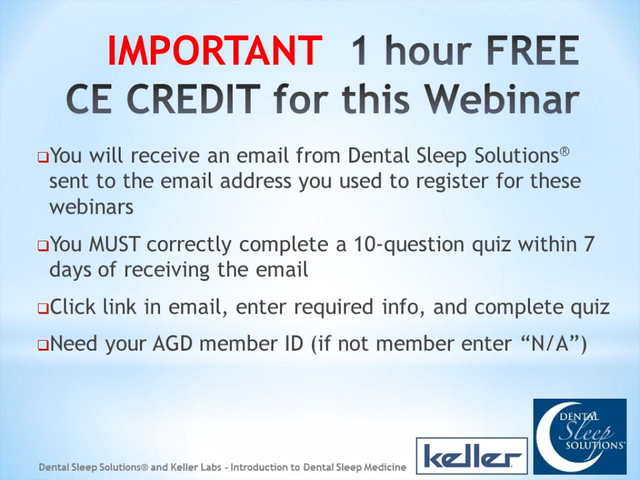 IMPORTANT 1 hour FREE
CE CREDIT for this Webinar
You will receive an email from Dental Sleep Solutions®
sent to the email address you used to register for these
webinars
You MUST correctly complete a 10-question quiz within 7
days of receiving the email
Click link in email, enter required info, and complete quiz
Need your AGD member ID (if not member enter “N/A”)
Dental Sleep Solutions® and Keller Labs - Introduction to Dental Sleep Medicine
keller
DENTAL
Sleep
SOLUTIONS